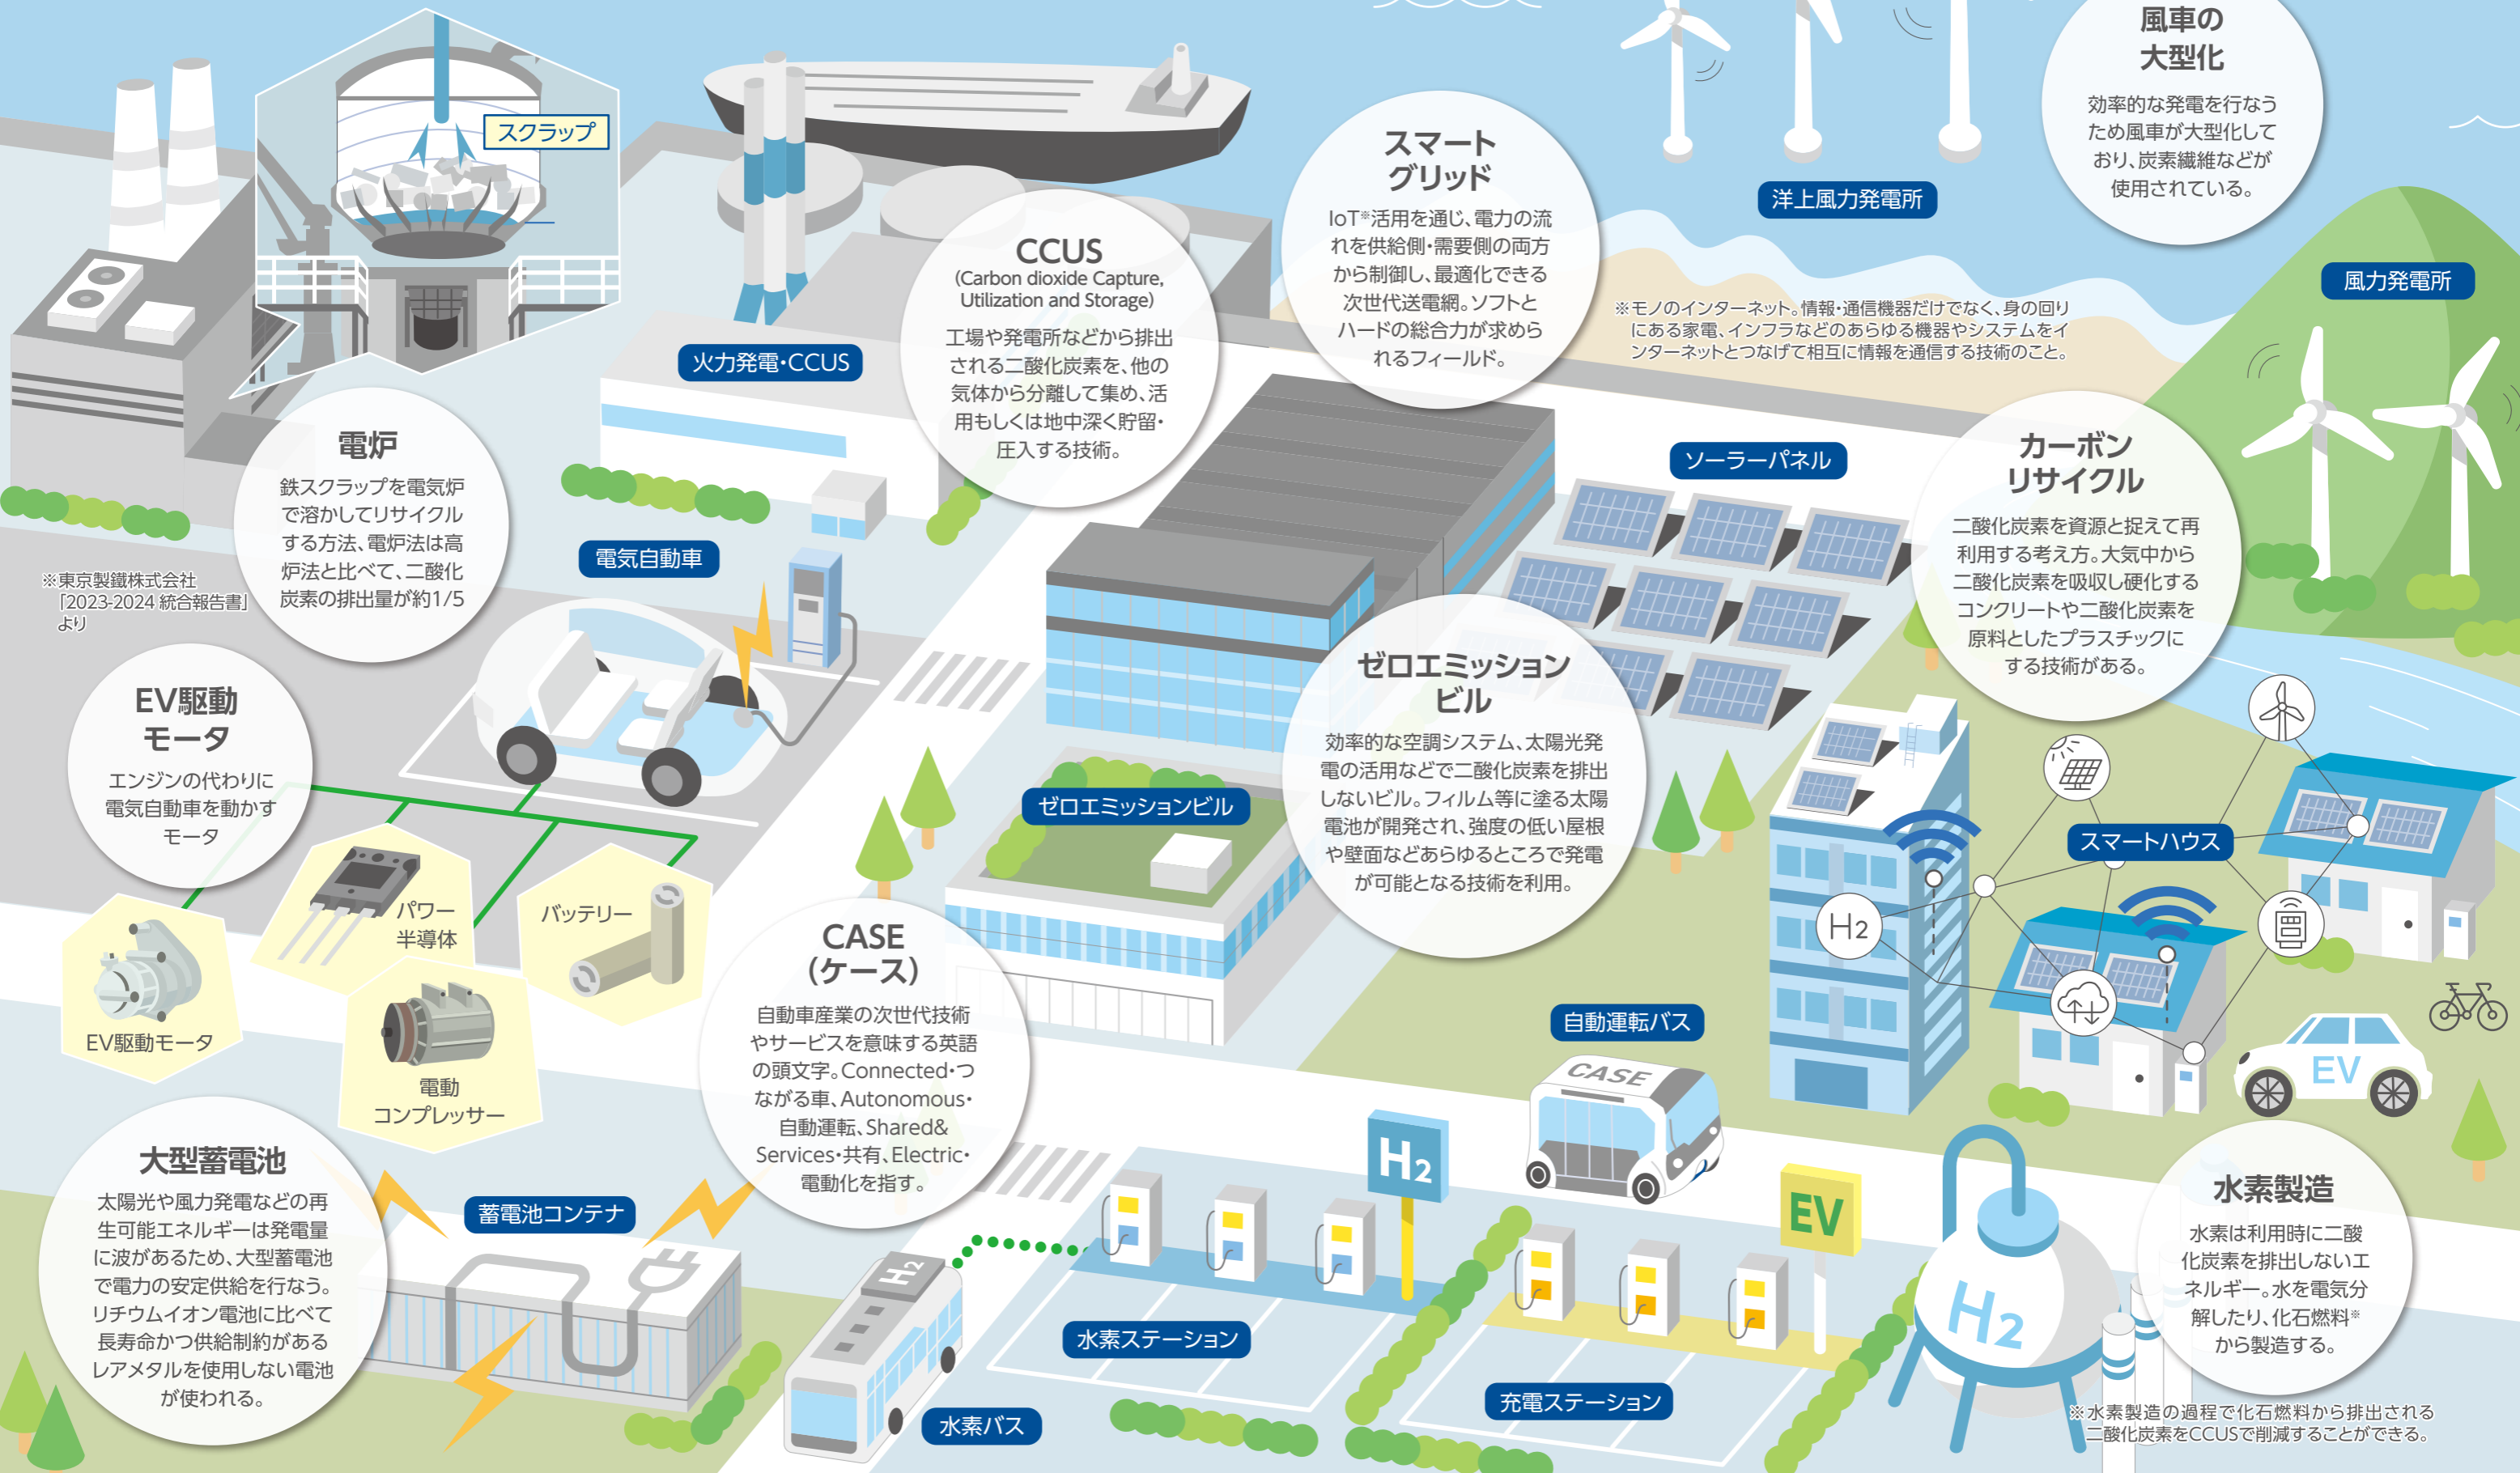 風車の
大型化
効率的な発電を行なう
ため風車が大型化して
おり、炭素繊維などが
使用されている。
スクラップ
スマート
グリッド
IoT※活用を通じ、電力の流
れを供給側・需要側の両方
から制御し、最適化できる
次世代送電網。ソフトと
ハードの総合力が求めら
れるフィールド。
洋上風力発電所
風力発電所
※モノのインターネット。情報・通信機器だけでなく、身の回り
にある家電、インフラなどのあらゆる機器やシステムをイ
ンターネットとつなげて相互に情報を通信する技術のこと。
CCUS
(Carbon dioxide Capture,
Utilization and Storage)
工場や発電所などから排出
される二酸化炭素を、他の
気体から分離して集め、活
用もしくは地中深く貯留・
圧入する技術。
火力発電・CCUS
電炉
鉄スクラップを電気炉
で溶かしてリサイクル
する方法、電炉法は高
炉法と比べて、二酸化
炭素の排出量が約1/5
※東京製鐵株式会社
「2023-2024 統合報告書」
より
電気自動車
ソーラーパネル
カーボン
リサイクル
二酸化炭素を資源と捉えて再
利用する考え方。大気中から
二酸化炭素を吸収し硬化する
コンクリートや二酸化炭素を
原料としたプラスチックに
する技術がある。
EV駆動
モータ
エンジンの代わりに
電気自動車を動かす
モータ
ゼロエミッション
ビル
効率的な空調システム、太陽光発
電の活用などで二酸化炭素を排出
しないビル。フィルム等に塗る太陽
電池が開発され、強度の低い屋根
や壁面などあらゆるところで発電
が可能となる技術を利用。
ゼロエミッションビル
スマートハウス
H2
パワー
半導体
バッテリー
EV駆動モータ
電動
コンプレッサー
CASE
(ケース)
自動車産業の次世代技術
やサービスを意味する英語
の頭文字。Connected・つ
ながる車、Autonomous・
自動運転、Shared&
Services・共有、Electric・
電動化を指す。
自動運転バス
CASE
EV
大型蓄電池
太陽光や風力発電などの再
生可能エネルギーは発電量
に波があるため、大型蓄電池
で電力の安定供給を行なう。
リチウムイオン電池に比べて
長寿命かつ供給制約がある
レアメタルを使用しない電池
が使われる。
蓄電池コンテナ
H2
H2
EV
水素ステーション
充電ステーション
水素バス
H2
水素製造
水素は利用時に二酸
化炭素を排出しないエ
ネルギー。水を電気分
解したり、化石燃料※
から製造する。
※水素製造の過程で化石燃料から排出される
二酸化炭素をCCUSで削減することができる。